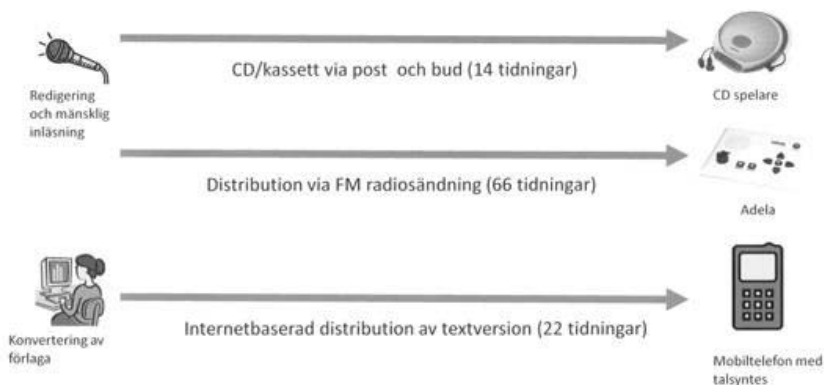 CD/kassett via post och bud (14 tidningar)
Redigering
och mänsklig
inläsning
CD spelare
Distribution via FM radiosändning (66 tidningar)
Adela
Internetbaserad distribution av textversion (22 tidningar)
Konvertering av
förlaga
Mobiltelefon med
talsyntes